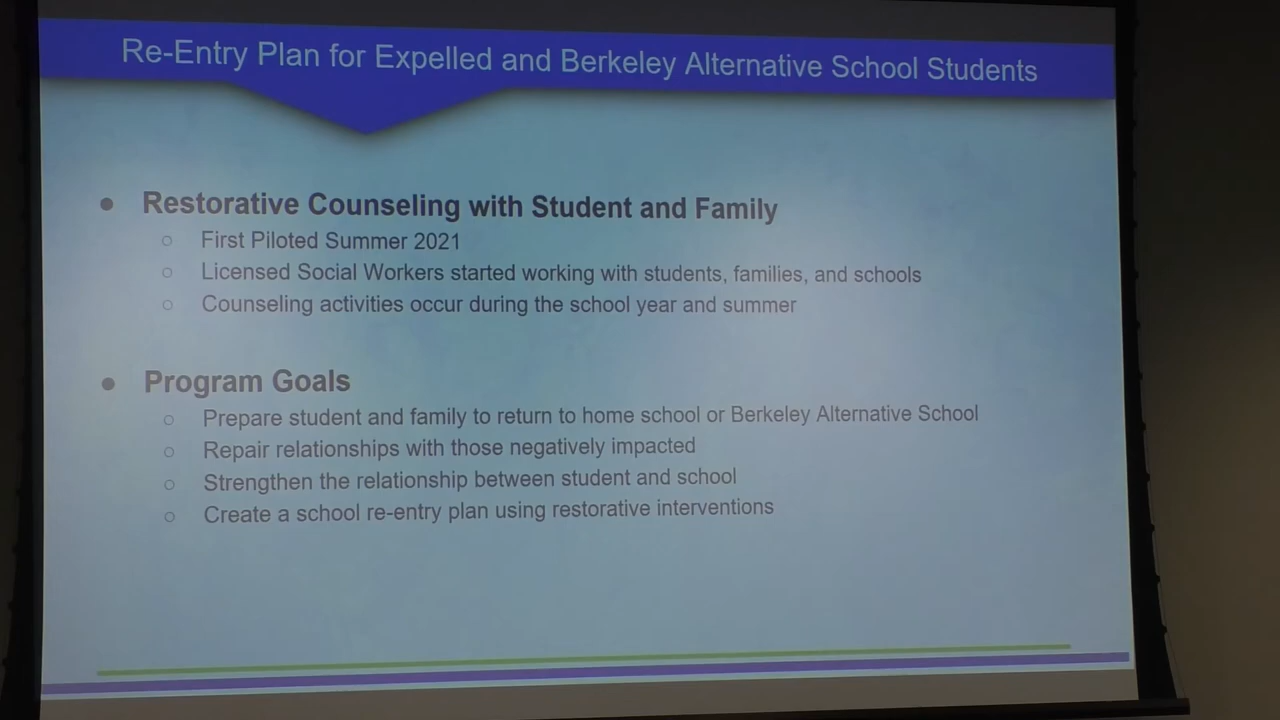 Re-Entry Plan for Expelled and Berkeley Alternative School Students
● Restorative Counseling with Student and Family
○ First Piloted Summer 2021
○ Licensed Social Workers started working with students, families, and schools
○ Counseling activities occur during the school year and summer
● Program Goals
○ Prepare student and family to return to home school or Berkeley Alternative School
○ Repair relationships with those negatively impacted
○ Strengthen the relationship between student and school
○ Create a school re-entry plan using restorative interventions